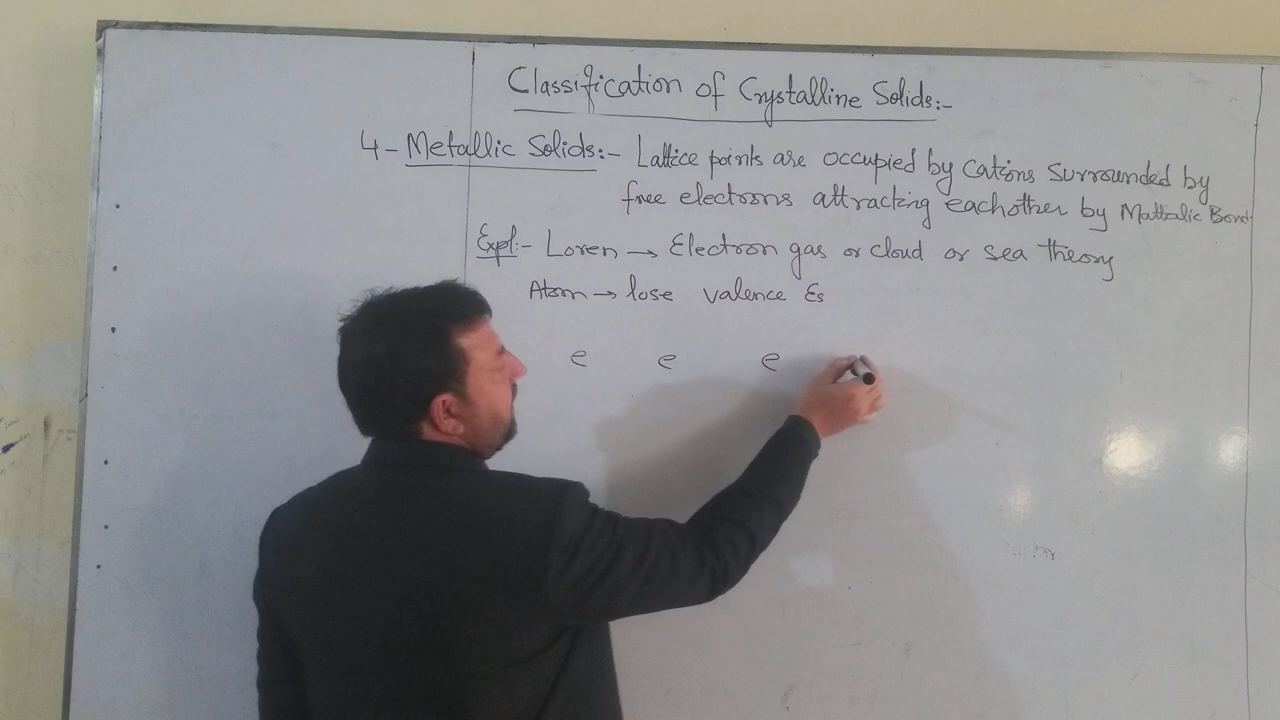 Classification of Crystalline Solids:-
4- Metallic Solids:- Lattice points are occupied by Cations Surrounded by
free electrons attracting eachother by Mattalic Bond
Expl:- Loren → Electron gas or cloud or sea theory
Atom → lose valence Es
e e e